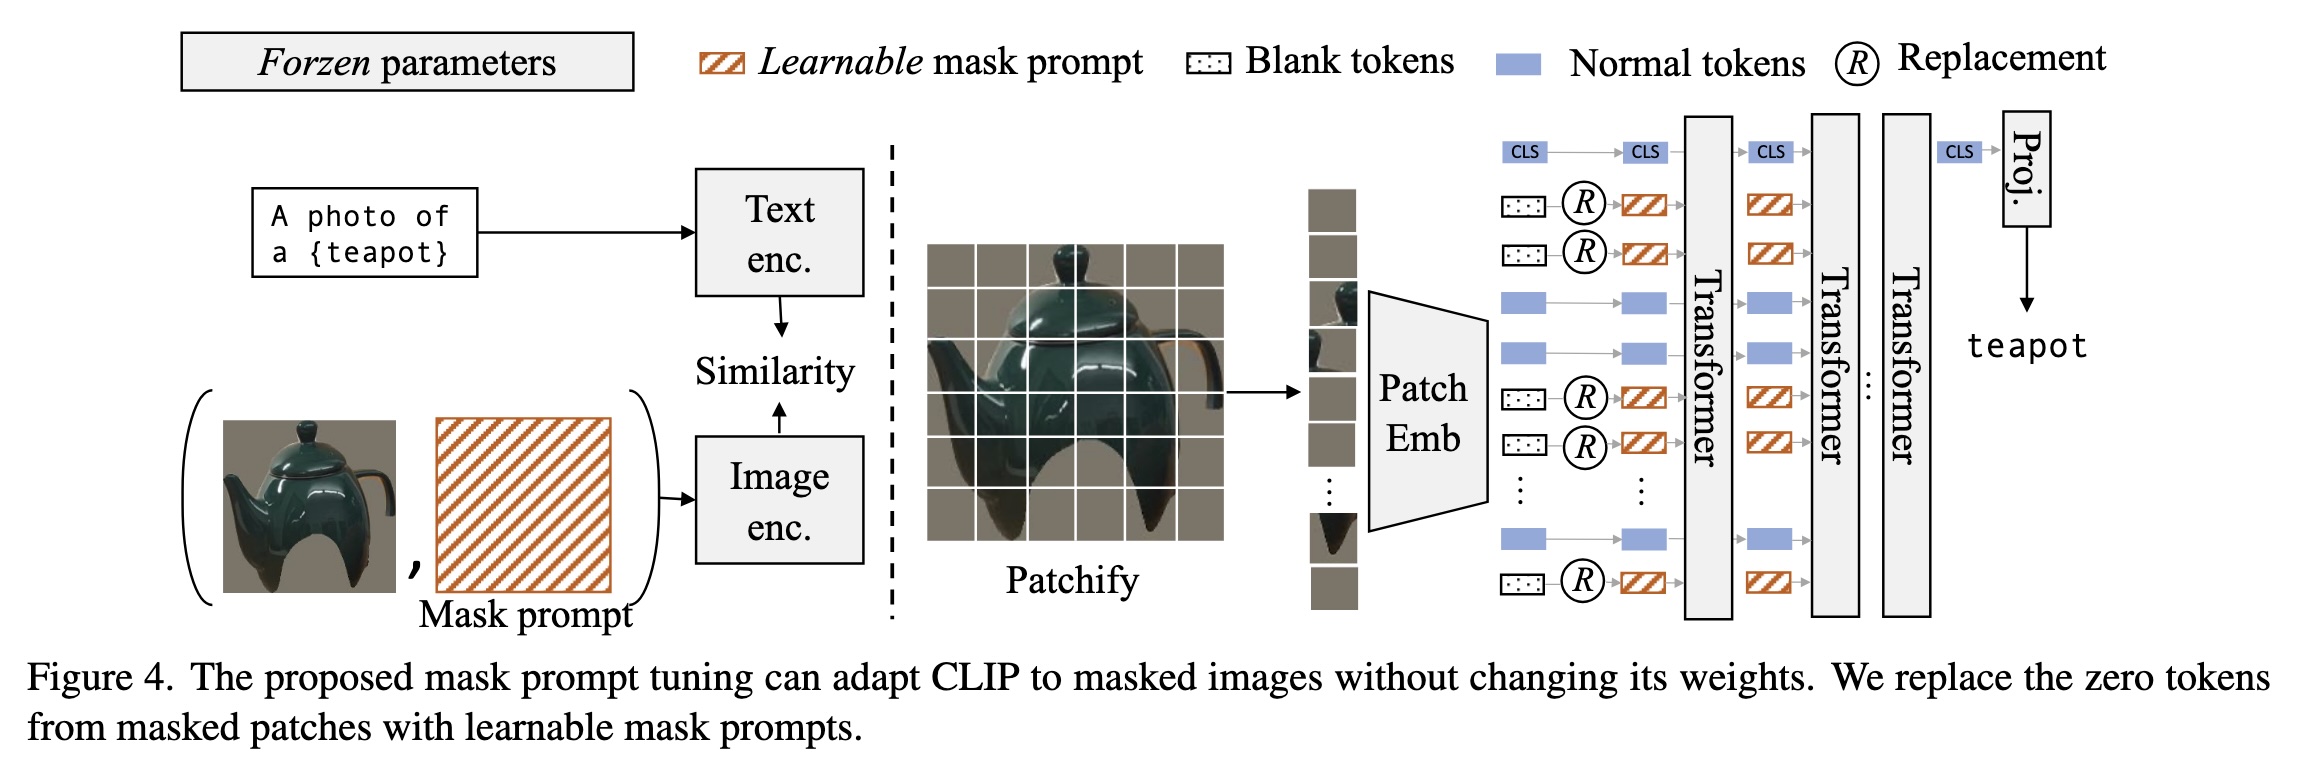 Forzen parameters
Learnable mask prompt
Blank tokens
Normal tokens
R Replacement
A photo of
a {teapot}
Text
enc.
Similarity
Image
enc.
,
Mask prompt
Patchify
Patch
Emb
CLS
CLS
CLS
CLS
R
R
R
R
R
Transformer
Transformer
Transformer
Proj.
teapot
Figure 4. The proposed mask prompt tuning can adapt CLIP to masked images without changing its weights. We replace the zero tokens
from masked patches with learnable mask prompts.